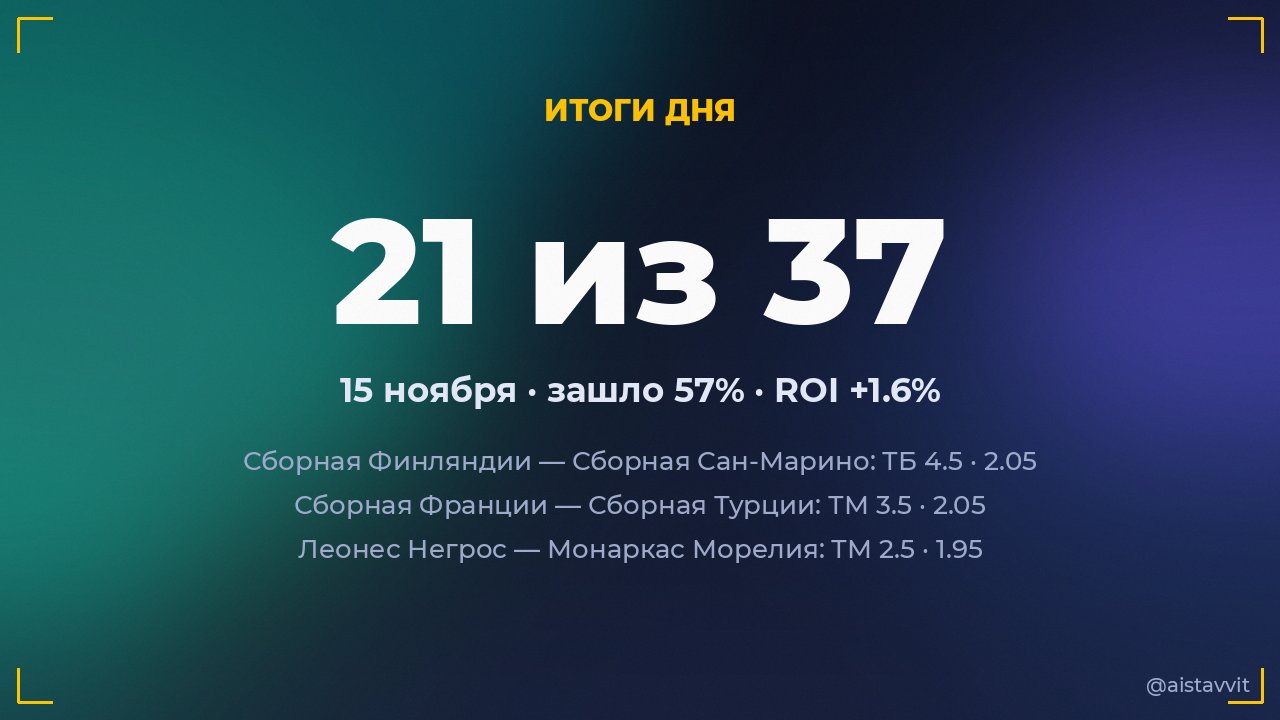 ИТОГИ ДНЯ
21 из 37
15 ноября · зашло 57% · ROI +1.6%
Сборная Финляндии — Сборная Сан-Марино: ТБ 4.5 · 2.05
Сборная Франции — Сборная Турции: ТМ 3.5 · 2.05
Леонес Негрос — Монаркас Морелия: ТМ 2.5 · 1.95
@aistavvit